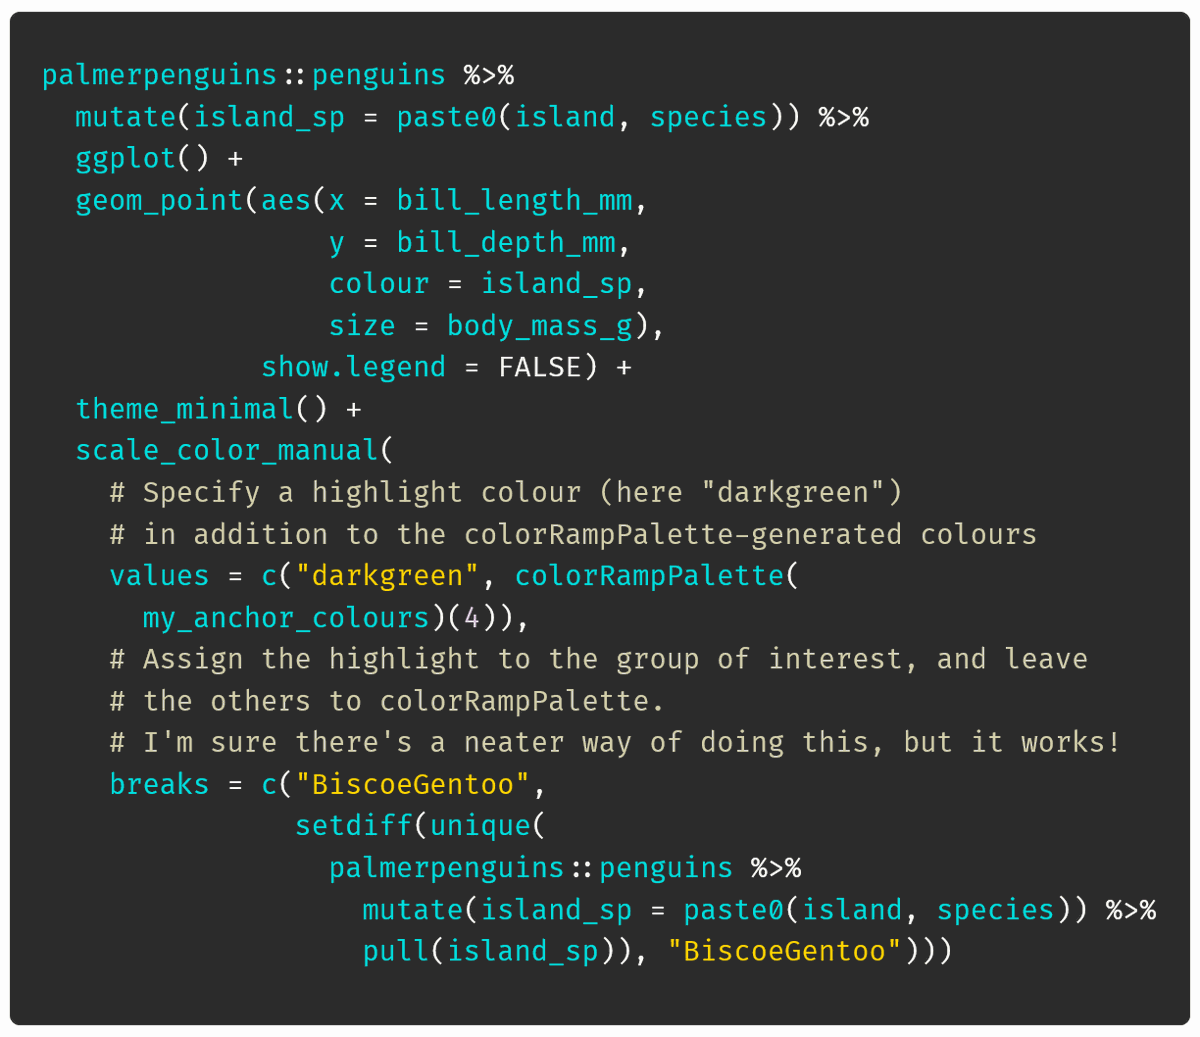 palmerpenguins::penguins %>%
  mutate(island_sp = paste0(island, species)) %>%
  ggplot() +
  geom_point(aes(x = bill_length_mm,
                 y = bill_depth_mm,
                 colour = island_sp,
                 size = body_mass_g),
             show.legend = FALSE) +
  theme_minimal() +
  scale_color_manual(
    # Specify a highlight colour (here "darkgreen")
    # in addition to the colorRampPalette-generated colours
    values = c("darkgreen", colorRampPalette(
      my_anchor_colours)(4)),
    # Assign the highlight to the group of interest, and leave
    # the others to colorRampPalette.
    # I'm sure there's a neater way of doing this, but it works!
    breaks = c("BiscoeGentoo",
               setdiff(unique(
                 palmerpenguins::penguins %>%
                   mutate(island_sp = paste0(island, species)) %>%
                   pull(island_sp)), "BiscoeGentoo")))